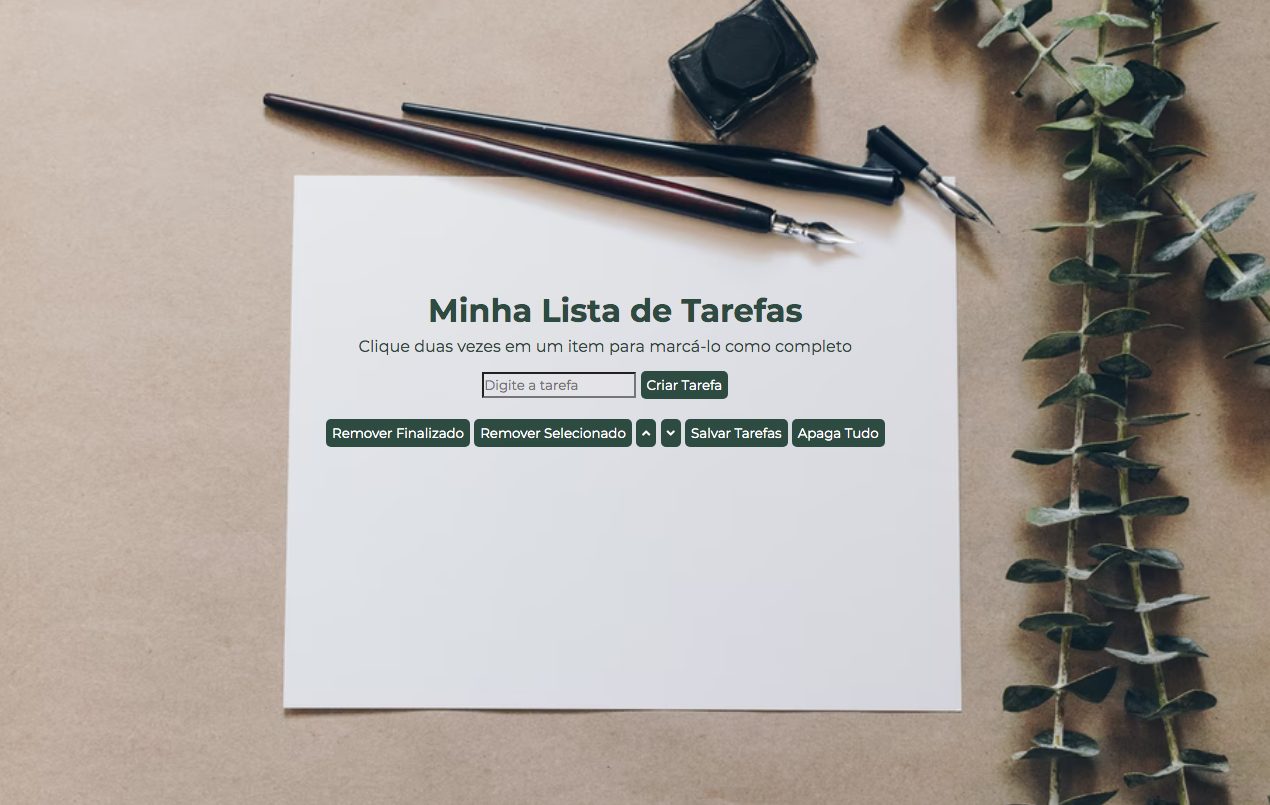 Minha Lista de Tarefas
Clique duas vezes em um item para marcá-lo como completo
Digite a tarefa Criar Tarefa
Remover Finalizado Remover Selecionado Salvar Tarefas Apaga Tudo